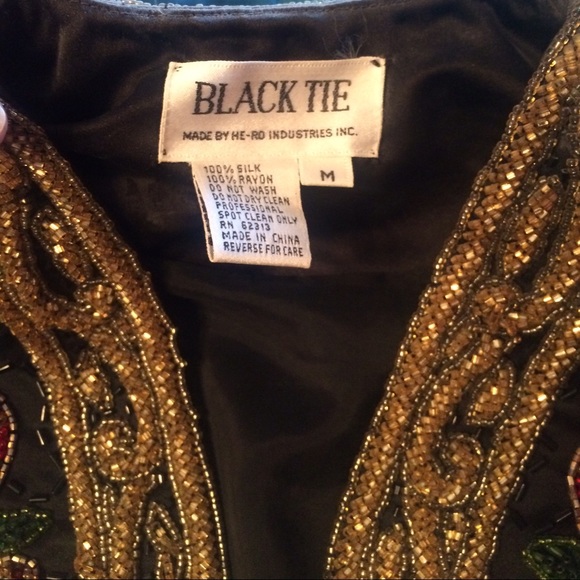 BLACK TIE
MADE BY HE-RO INDUSTRIES INC.
100% SILK
100% RAYON
DO NOT WASH
DO NOT DRY CLEAN
PROFESSIONAL
SPOT CLEAN ONLY
RN 62313
MADE IN CHINA
REVERSE FOR CARE
M